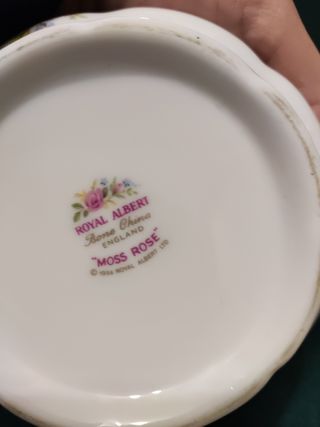 ROYAL ALBERT
Bone China
ENGLAND
"MOSS ROSE"
© 1956 ROYAL ALBERT LTD